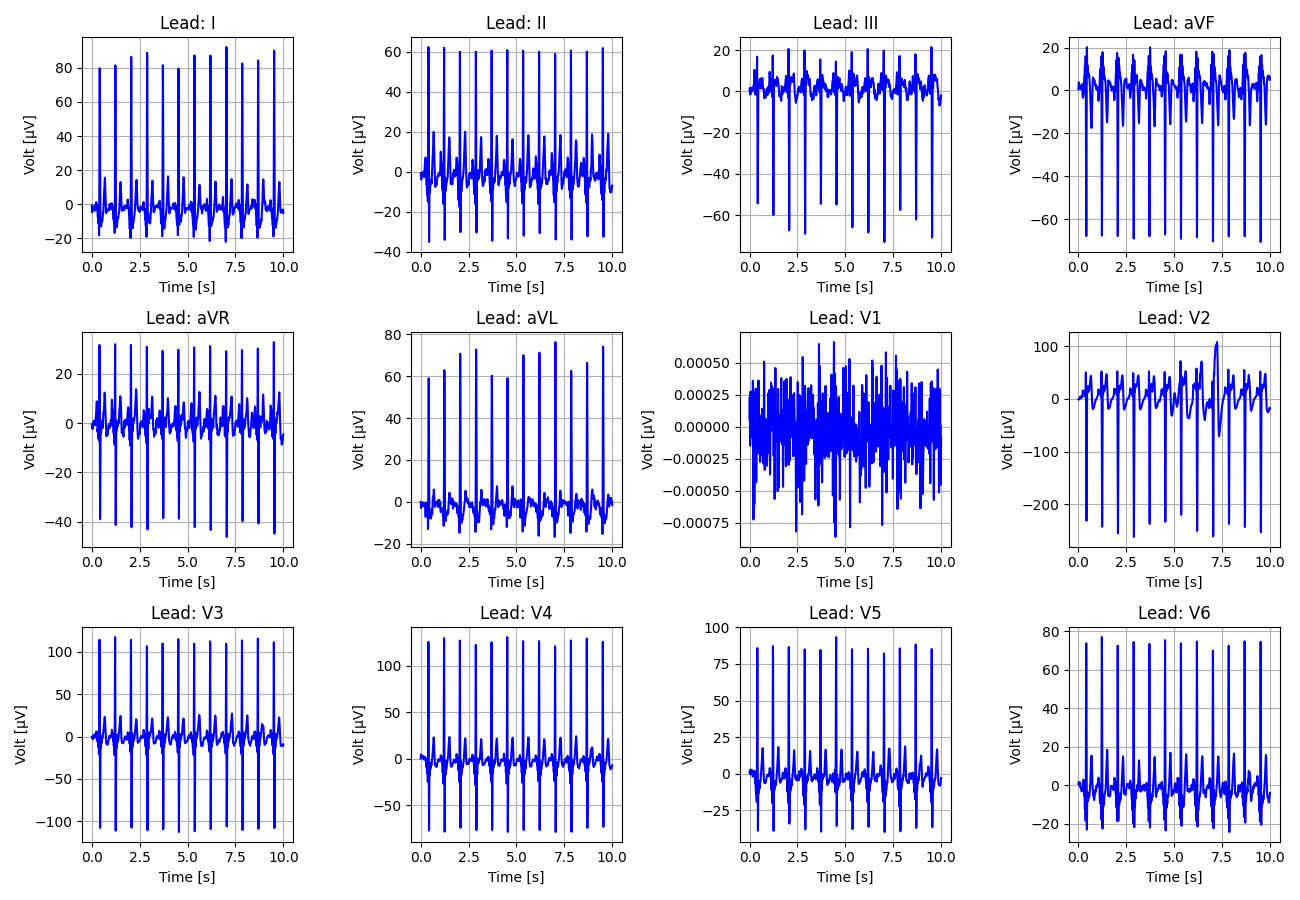 Lead: I Lead: II Lead: III Lead: aVF
Volt [µV] Volt [µV] Volt [µV] Volt [µV]
80 60 20 20
60 40 0 0
40 20 −20 −20
20 0 −40 −40
0 −20 −60 −60
−20 −40
0.0 2.5 5.0 7.5 10.0 0.0 2.5 5.0 7.5 10.0 0.0 2.5 5.0 7.5 10.0 0.0 2.5 5.0 7.5 10.0
Time [s] Time [s] Time [s] Time [s]
Lead: aVR Lead: aVL Lead: V1 Lead: V2
Volt [µV] Volt [µV] Volt [µV] Volt [µV]
20 80 0.00050 100
0 60 0.00025 0
−20 40 0.00000 −100
−40 20 −0.00025 −200
0 −0.00050
−20 −0.00075
0.0 2.5 5.0 7.5 10.0 0.0 2.5 5.0 7.5 10.0 0.0 2.5 5.0 7.5 10.0 0.0 2.5 5.0 7.5 10.0
Time [s] Time [s] Time [s] Time [s]
Lead: V3 Lead: V4 Lead: V5 Lead: V6
Volt [µV] Volt [µV] Volt [µV] Volt [µV]
100 100 100 80
50 50 75 60
0 0 50 40
−50 −50 25 20
−100 0 0
−25 −20
0.0 2.5 5.0 7.5 10.0 0.0 2.5 5.0 7.5 10.0 0.0 2.5 5.0 7.5 10.0 0.0 2.5 5.0 7.5 10.0
Time [s] Time [s] Time [s] Time [s]